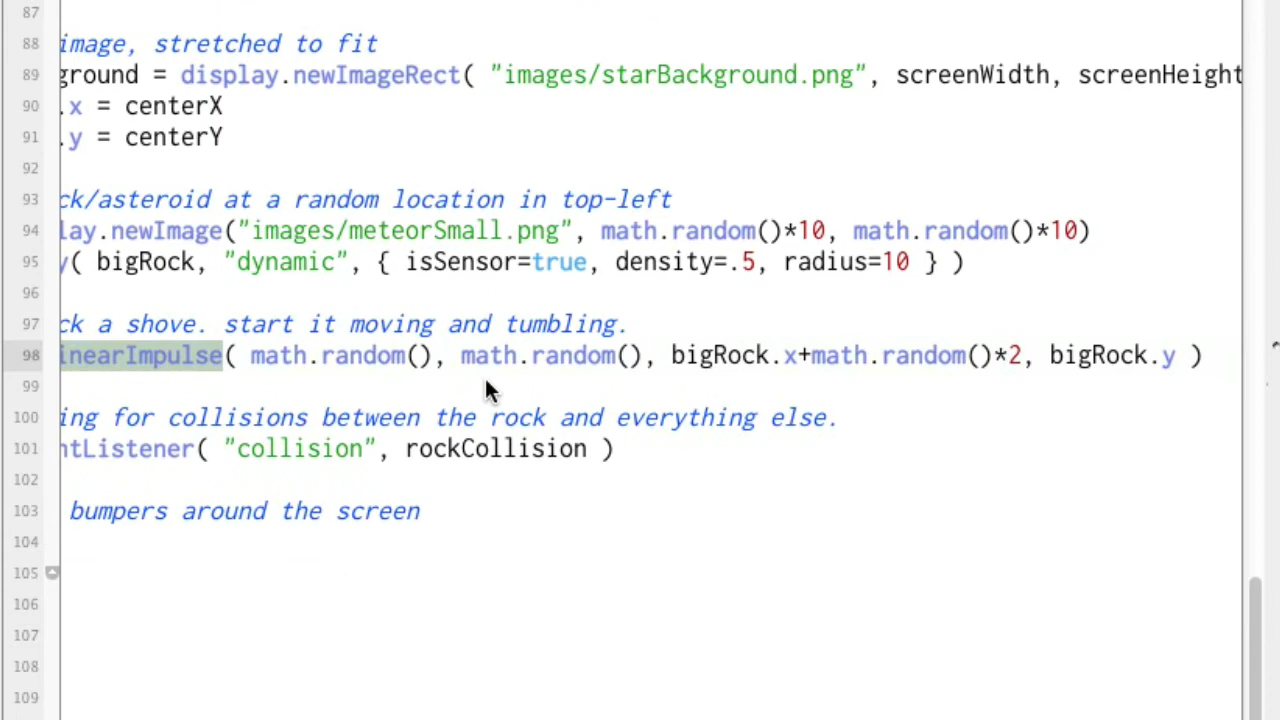 87
88 image, stretched to fit
89 ground = display.newImageRect( "images/starBackground.png", screenWidth, screenHeight
90 .x = centerX
91 .y = centerY
92
93 ck/asteroid at a random location in top-left
94 lay.newImage("images/meteorSmall.png", math.random()*10, math.random()*10)
95 y( bigRock, "dynamic", { isSensor=true, density=.5, radius=10 } )
96
97 ck a shove. start it moving and tumbling.
98 inearImpulse( math.random(), math.random(), bigRock.x+math.random()*2, bigRock.y )
99
100 ing for collisions between the rock and everything else.
101 ntListener( "collision", rockCollision )
102
103 bumpers around the screen
104
105
106
107
108
109